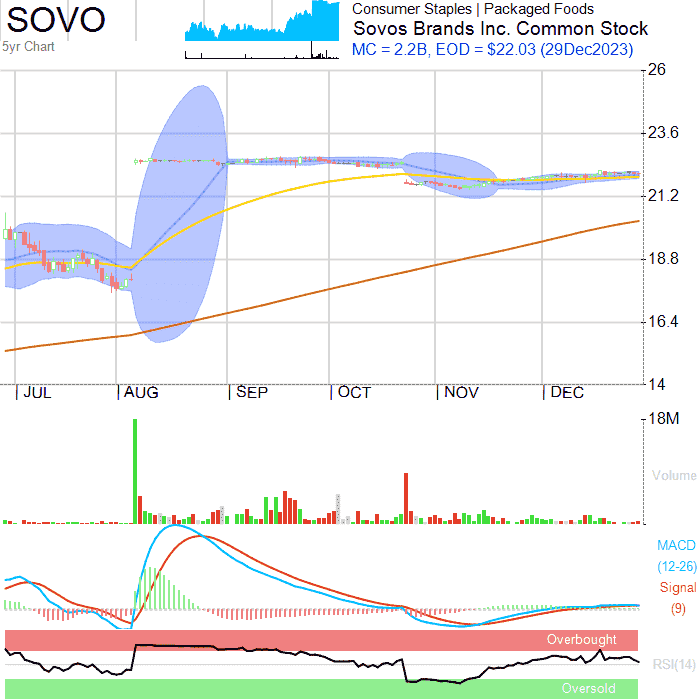 SOVO
5yr Chart
Consumer Staples | Packaged Foods
Sovos Brands Inc. Common Stock
MC = 2.2B, EOD = $22.03 (29Dec2023)
26
23.6
21.2
18.8
16.4
14
JUL AUG SEP OCT NOV DEC
18M
Volume
MACD
(12-26)
Signal
(9)
Overbought
RSI(14)
Oversold